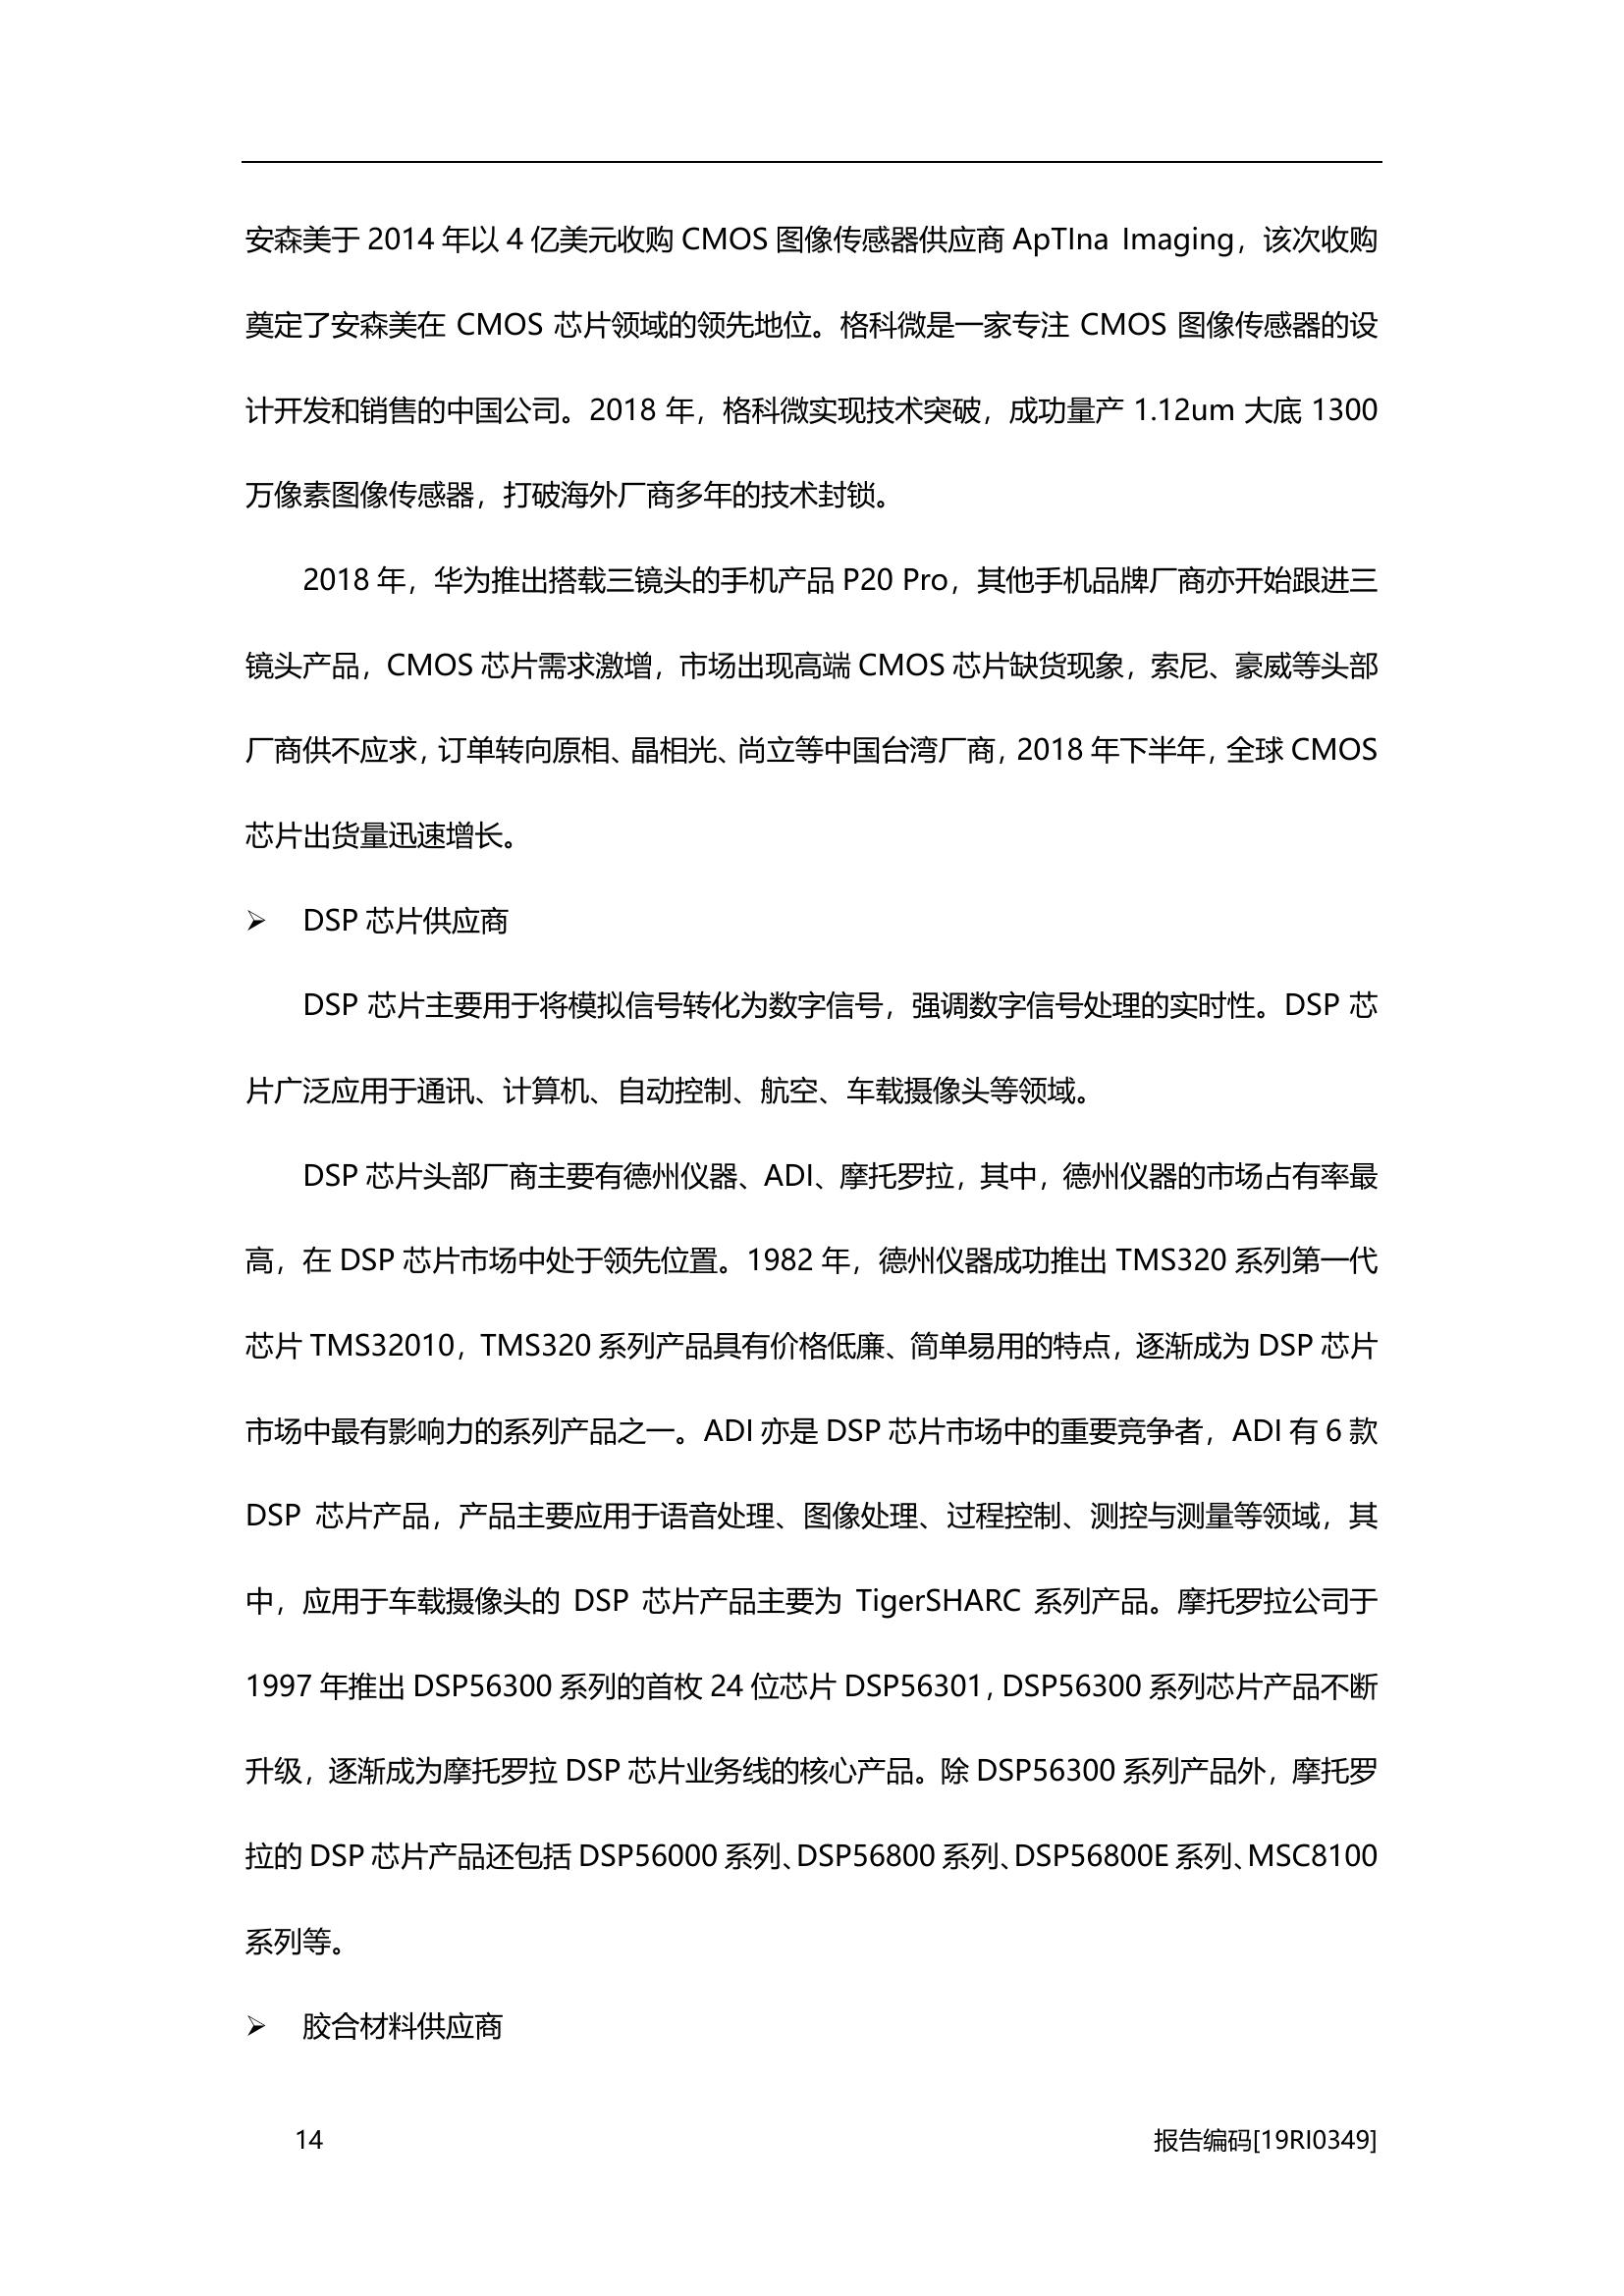 安森美于 2014 年以 4 亿美元收购 CMOS 图像传感器供应商 ApTIna Imaging，该次收购
奠定了安森美在 CMOS 芯片领域的领先地位。格科微是一家专注 CMOS 图像传感器的设
计开发和销售的中国公司。2018 年，格科微实现技术突破，成功量产 1.12um 大底 1300
万像素图像传感器，打破海外厂商多年的技术封锁。
2018 年，华为推出搭载三镜头的手机产品 P20 Pro，其他手机品牌厂商亦开始跟进三
镜头产品，CMOS 芯片需求激增，市场出现高端 CMOS 芯片缺货现象，索尼、豪威等头部
厂商供不应求，订单转向原相、晶相光、尚立等中国台湾厂商，2018 年下半年，全球 CMOS
芯片出货量迅速增长。
➢ DSP 芯片供应商
DSP 芯片主要用于将模拟信号转化为数字信号，强调数字信号处理的实时性。DSP 芯
片广泛应用于通讯、计算机、自动控制、航空、车载摄像头等领域。
DSP 芯片头部厂商主要有德州仪器、ADI、摩托罗拉，其中，德州仪器的市场占有率最
高，在 DSP 芯片市场中处于领先位置。1982 年，德州仪器成功推出 TMS320 系列第一代
芯片 TMS32010，TMS320 系列产品具有价格低廉、简单易用的特点，逐渐成为 DSP 芯片
市场中最有影响力的系列产品之一。ADI 亦是 DSP 芯片市场中的重要竞争者，ADI 有 6 款
DSP 芯片产品，产品主要应用于语音处理、图像处理、过程控制、测控与测量等领域，其
中，应用于车载摄像头的 DSP 芯片产品主要为 TigerSHARC 系列产品。摩托罗拉公司于
1997 年推出 DSP56300 系列的首枚 24 位芯片 DSP56301，DSP56300 系列芯片产品不断
升级，逐渐成为摩托罗拉 DSP 芯片业务线的核心产品。除 DSP56300 系列产品外，摩托罗
拉的 DSP 芯片产品还包括 DSP56000 系列、DSP56800 系列、DSP56800E 系列、MSC8100
系列等。
➢ 胶合材料供应商
14 报告编码[19RI0349]